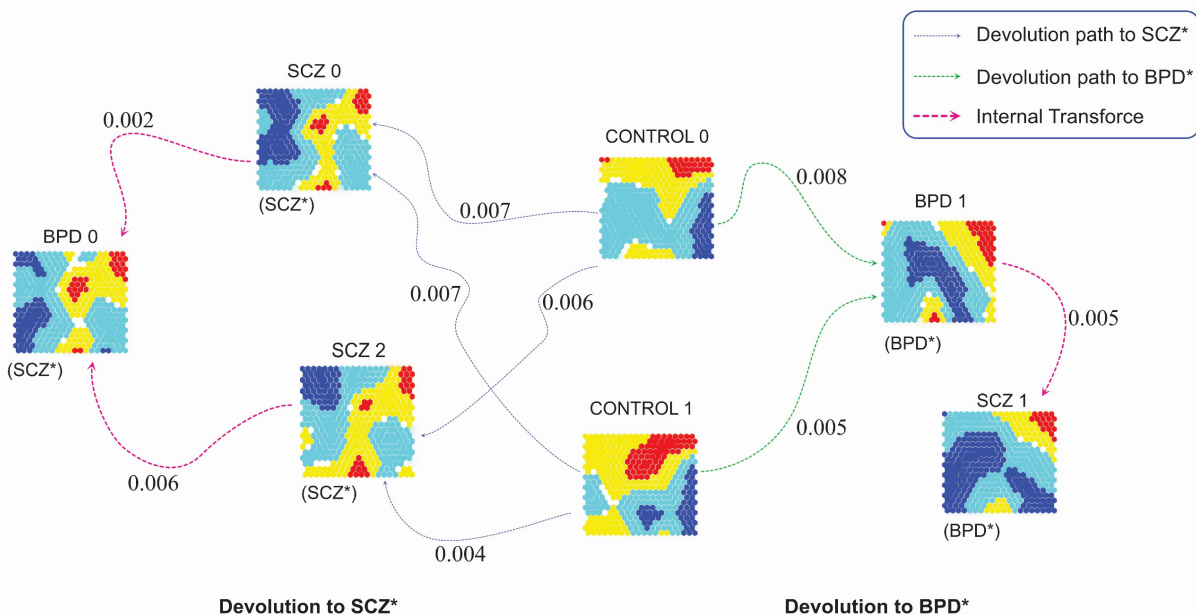 Devolution path to SCZ*
Devolution path to BPD*
Internal Transforce
SCZ 0
0.002
CONTROL 0
0.008
(SCZ*)
0.007
BPD 1
BPD 0
0.007
0.006
0.005
(SCZ*)
SCZ 2
(BPD*)
SCZ 1
CONTROL 1
0.005
0.006
(SCZ*)
(BPD*)
0.004
Devolution to SCZ*
Devolution to BPD*